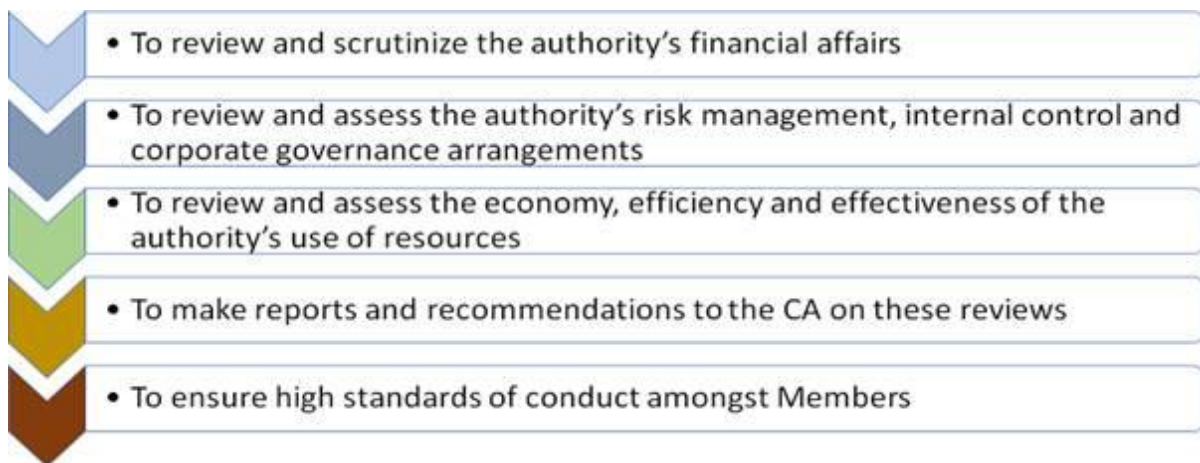 • To review and scrutinize the authority’s financial affairs
• To review and assess the authority’s risk management, internal control and
corporate governance arrangements
• To review and assess the economy, efficiency and effectiveness of the
authority’s use of resources
• To make reports and recommendations to the CA on these reviews
• To ensure high standards of conduct amongst Members